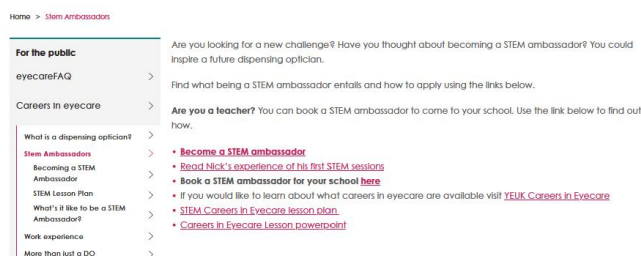 Home > Stem Ambassadors
For the public
eyecareFAQ
Careers in eyecare
What is a dispensing optician?
Stem Ambassadors
Becoming a STEM
Ambassador
STEM Lesson Plan
What's it like to be a STEM
Ambassador?
Work experience
More than just a DO
Are you looking for a new challenge? Have you thought about becoming a STEM ambassador? You could
inspire a future dispensing optician.
Find what being a STEM ambassador entails and how to apply using the links below.
Are you a teacher? You can book a STEM ambassador to come to your school. Use the link below to find out
how.
• Become a STEM ambassador
• Read Nick's experience of his first STEM sessions
• Book a STEM ambassador for your school here
• If you would like to learn about what careers in eyecare are available visit YEUK Careers in Eyecare
• STEM Careers in Eyecare lesson plan
• Careers in Eyecare Lesson powerpoint